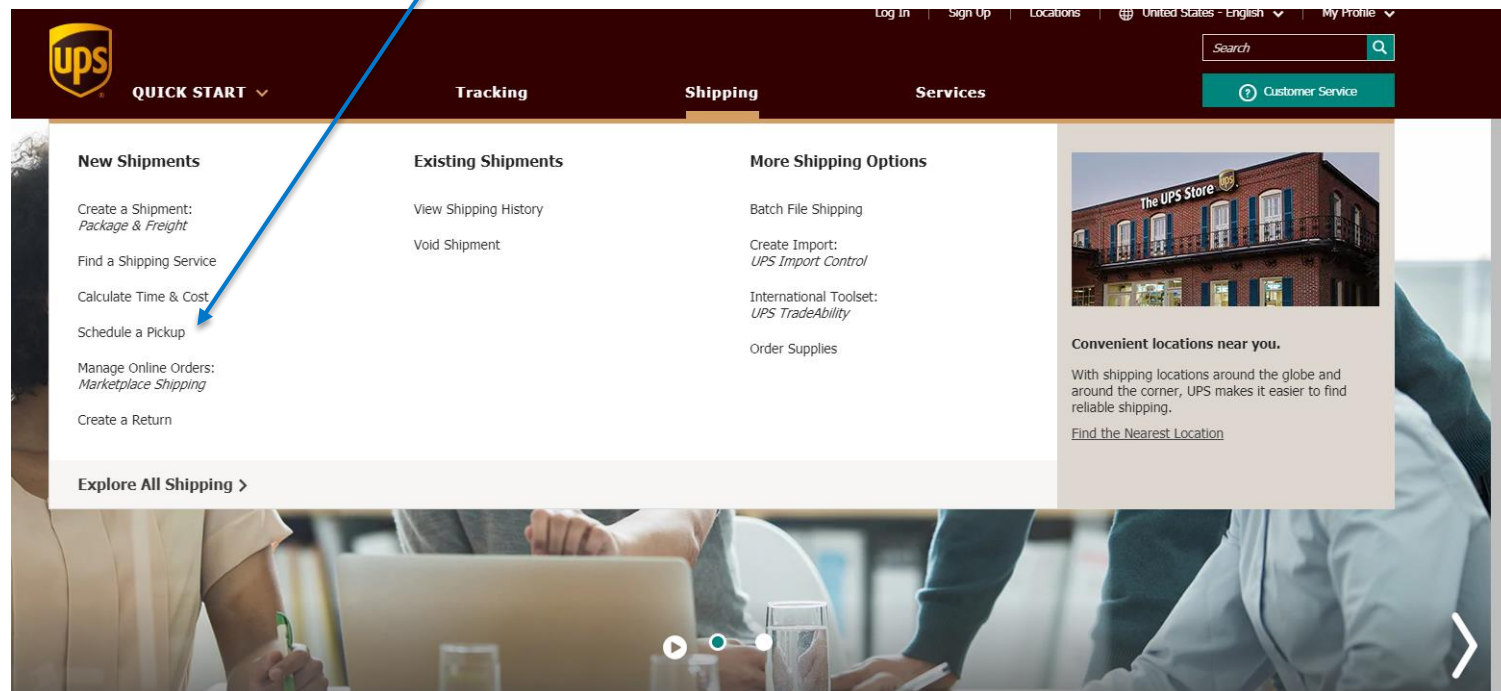 Log In
Sign Up
Locations
United States - English
My Profile
ups
Search
QUICK START
Tracking
Shipping
Services
Customer Service
New Shipments
Create a Shipment:
Package & Freight
Find a Shipping Service
Calculate Time & Cost
Schedule a Pickup
Manage Online Orders:
Marketplace Shipping
Create a Return
Existing Shipments
View Shipping History
Void Shipment
More Shipping Options
Batch File Shipping
Create Import:
UPS Import Control
International Toolset:
UPS TradeAbility
Order Supplies
The UPS Store
ups
Convenient locations near you.
With shipping locations around the globe and
around the corner, UPS makes it easier to find
reliable shipping.
Find the Nearest Location
Explore All Shipping >